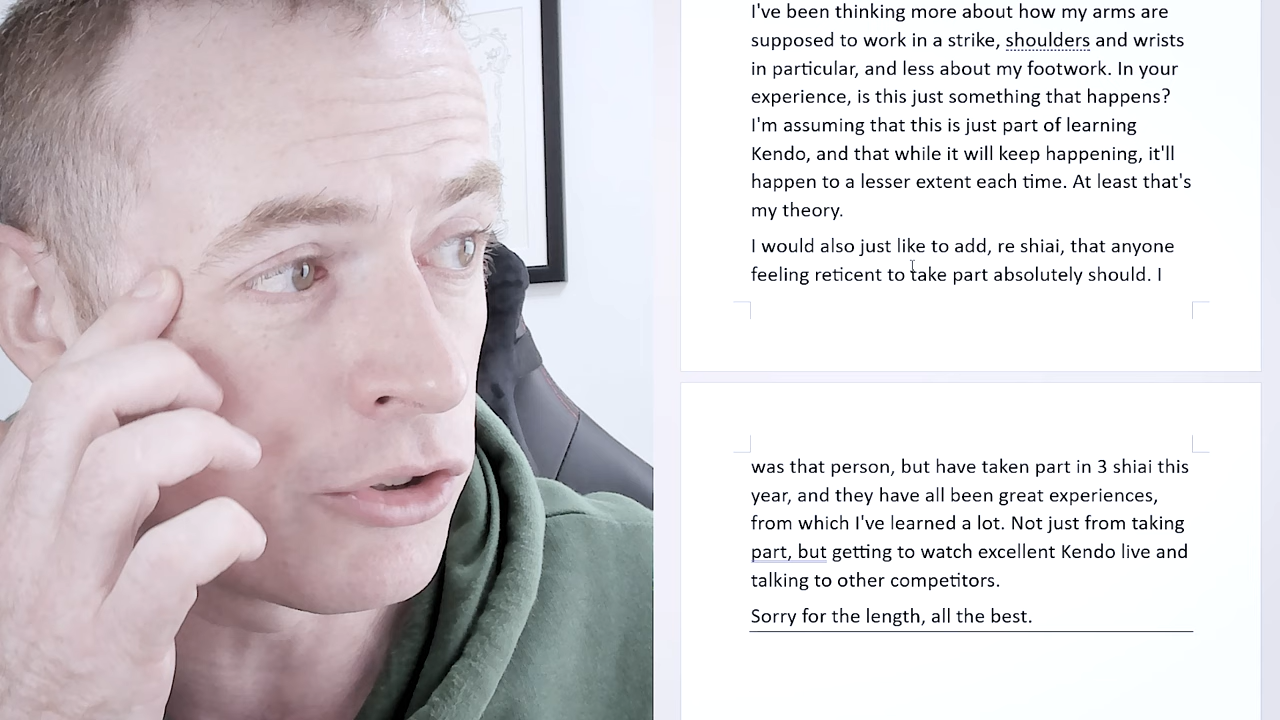 I've been thinking more about how my arms are
supposed to work in a strike, shoulders and wrists
in particular, and less about my footwork. In your
experience, is this just something that happens?
I'm assuming that this is just part of learning
Kendo, and that while it will keep happening, it'll
happen to a lesser extent each time. At least that's
my theory.
I would also just like to add, re shiai, that anyone
feeling reticent to take part absolutely should. I
was that person, but have taken part in 3 shiai this
year, and they have all been great experiences,
from which I've learned a lot. Not just from taking
part, but getting to watch excellent Kendo live and
talking to other competitors.
Sorry for the length, all the best.